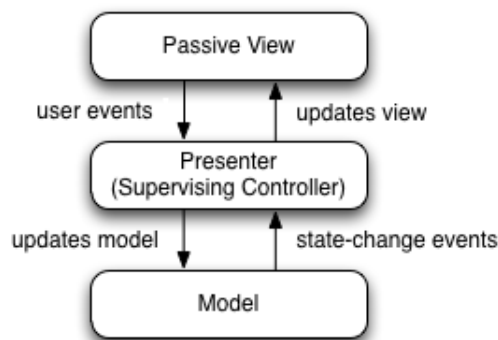 Passive View
user events
updates view
Presenter
(Supervising Controller)
updates model
state-change events
Model